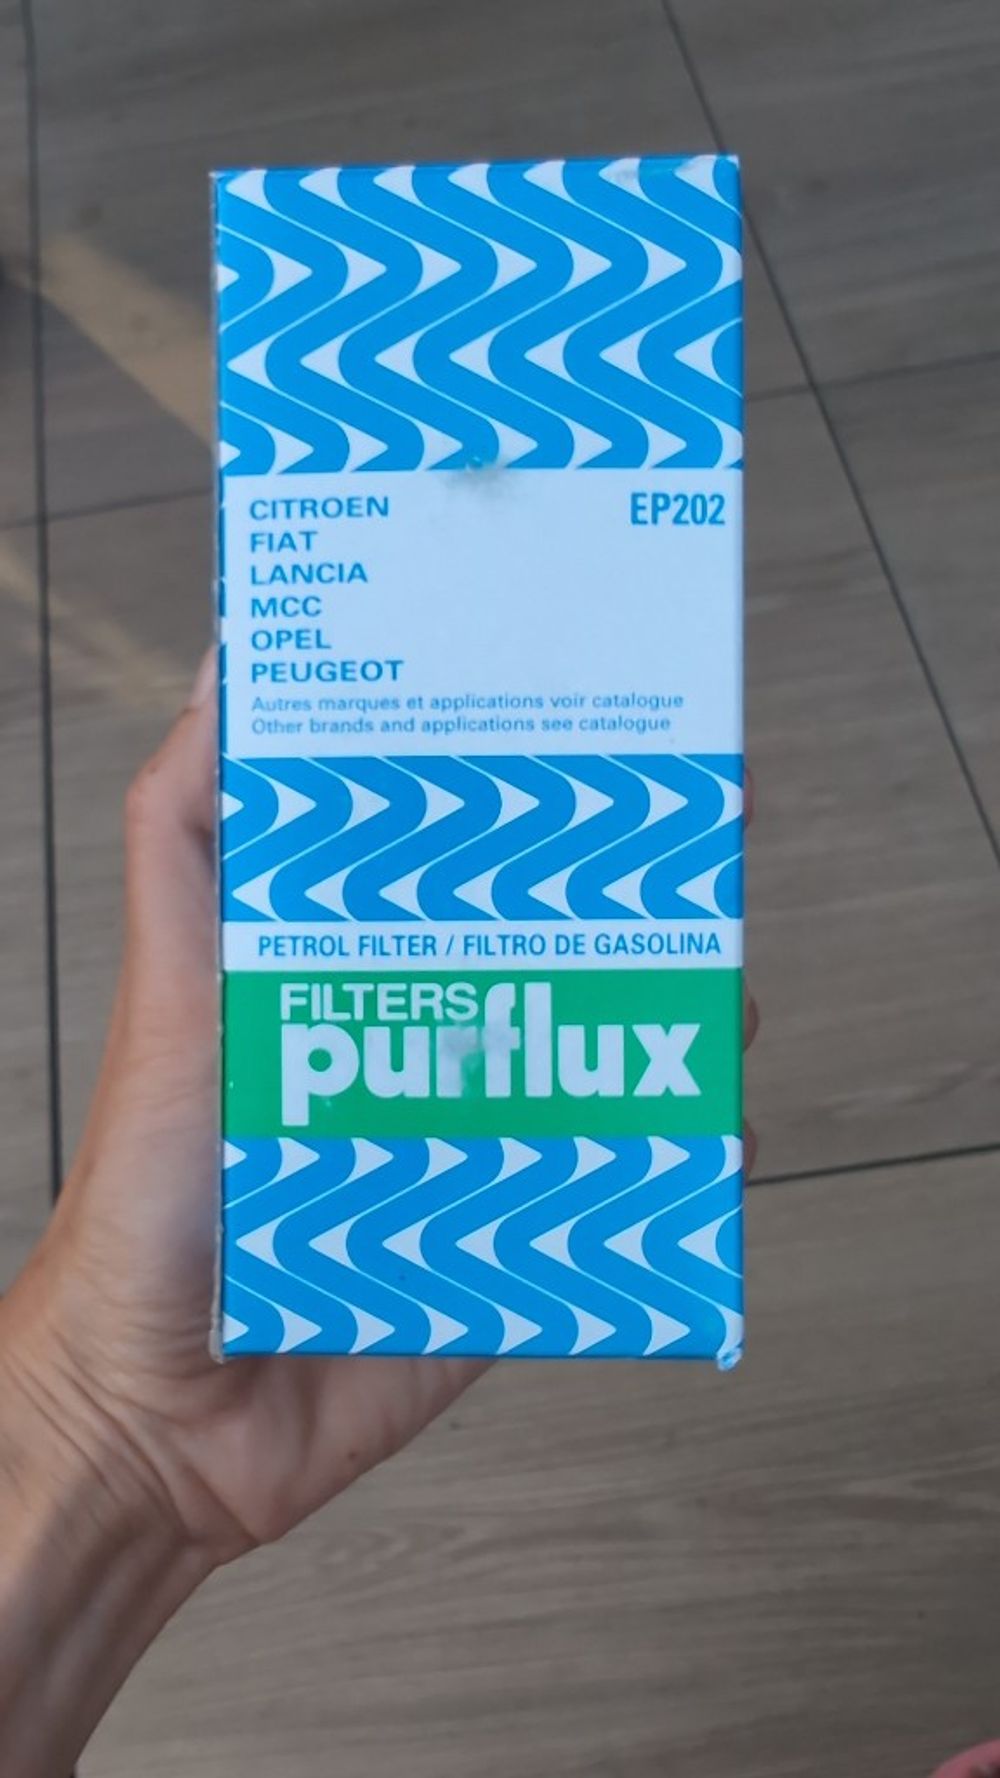 CITROEN EP202
FIAT
LANCIA
MCC
OPEL
PEUGEOT
Autres marques et applications voir catalogue
Other brands and applications see catalogue
PETROL FILTER / FILTRO DE GASOLINA
FILTERS
purflux